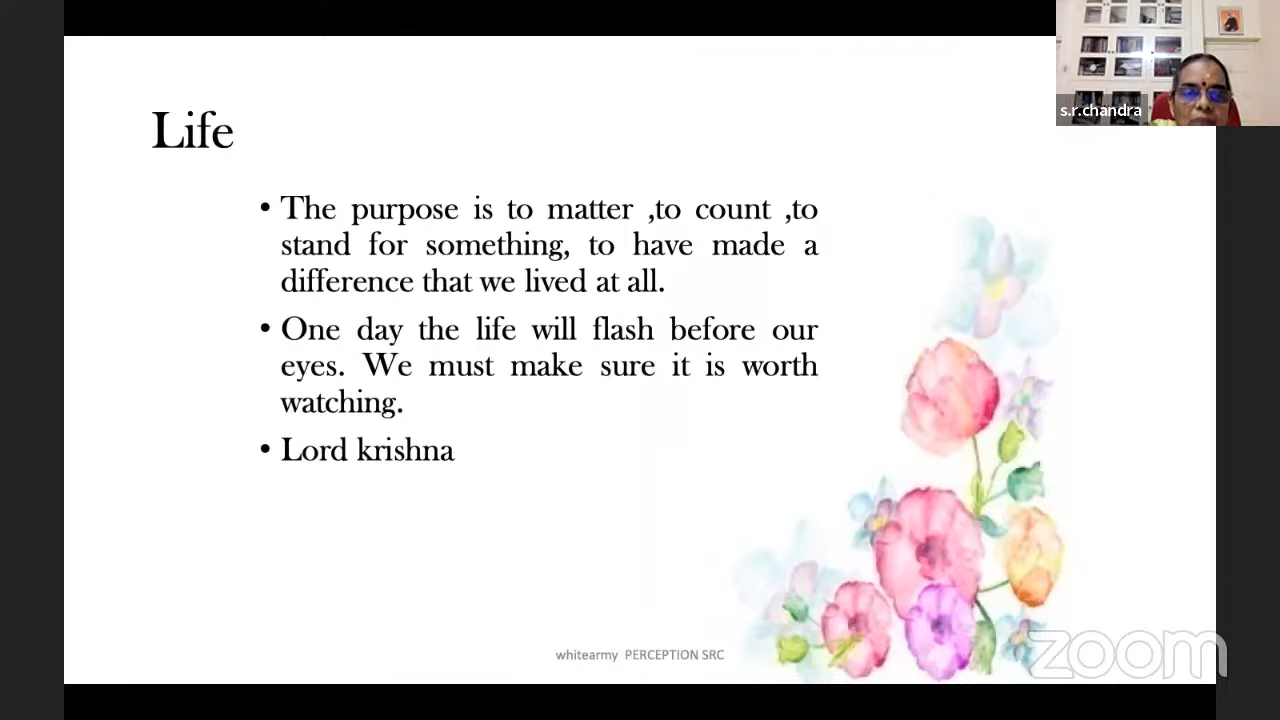 s.r.chandra
Life
• The purpose is to matter ,to count ,to
stand for something, to have made a
difference that we lived at all.
• One day the life will flash before our
eyes. We must make sure it is worth
watching.
• Lord krishna
whitearmy PERCEPTION SRC
zoom